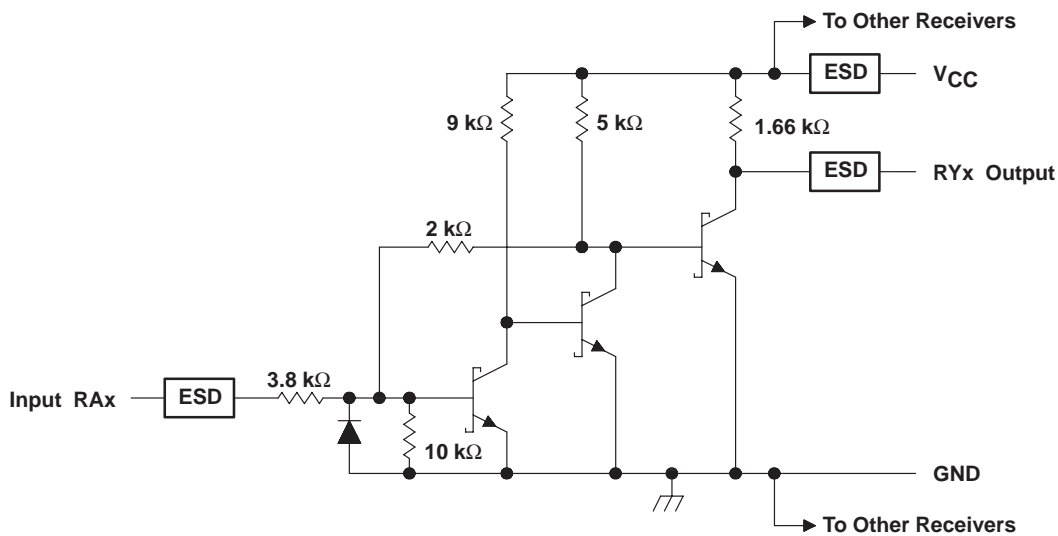 To Other Receivers
ESD
VCC
9 kΩ
5 kΩ
1.66 kΩ
ESD
RYx Output
2 kΩ
Input RAx
ESD
3.8 kΩ
10 kΩ
GND
To Other Receivers